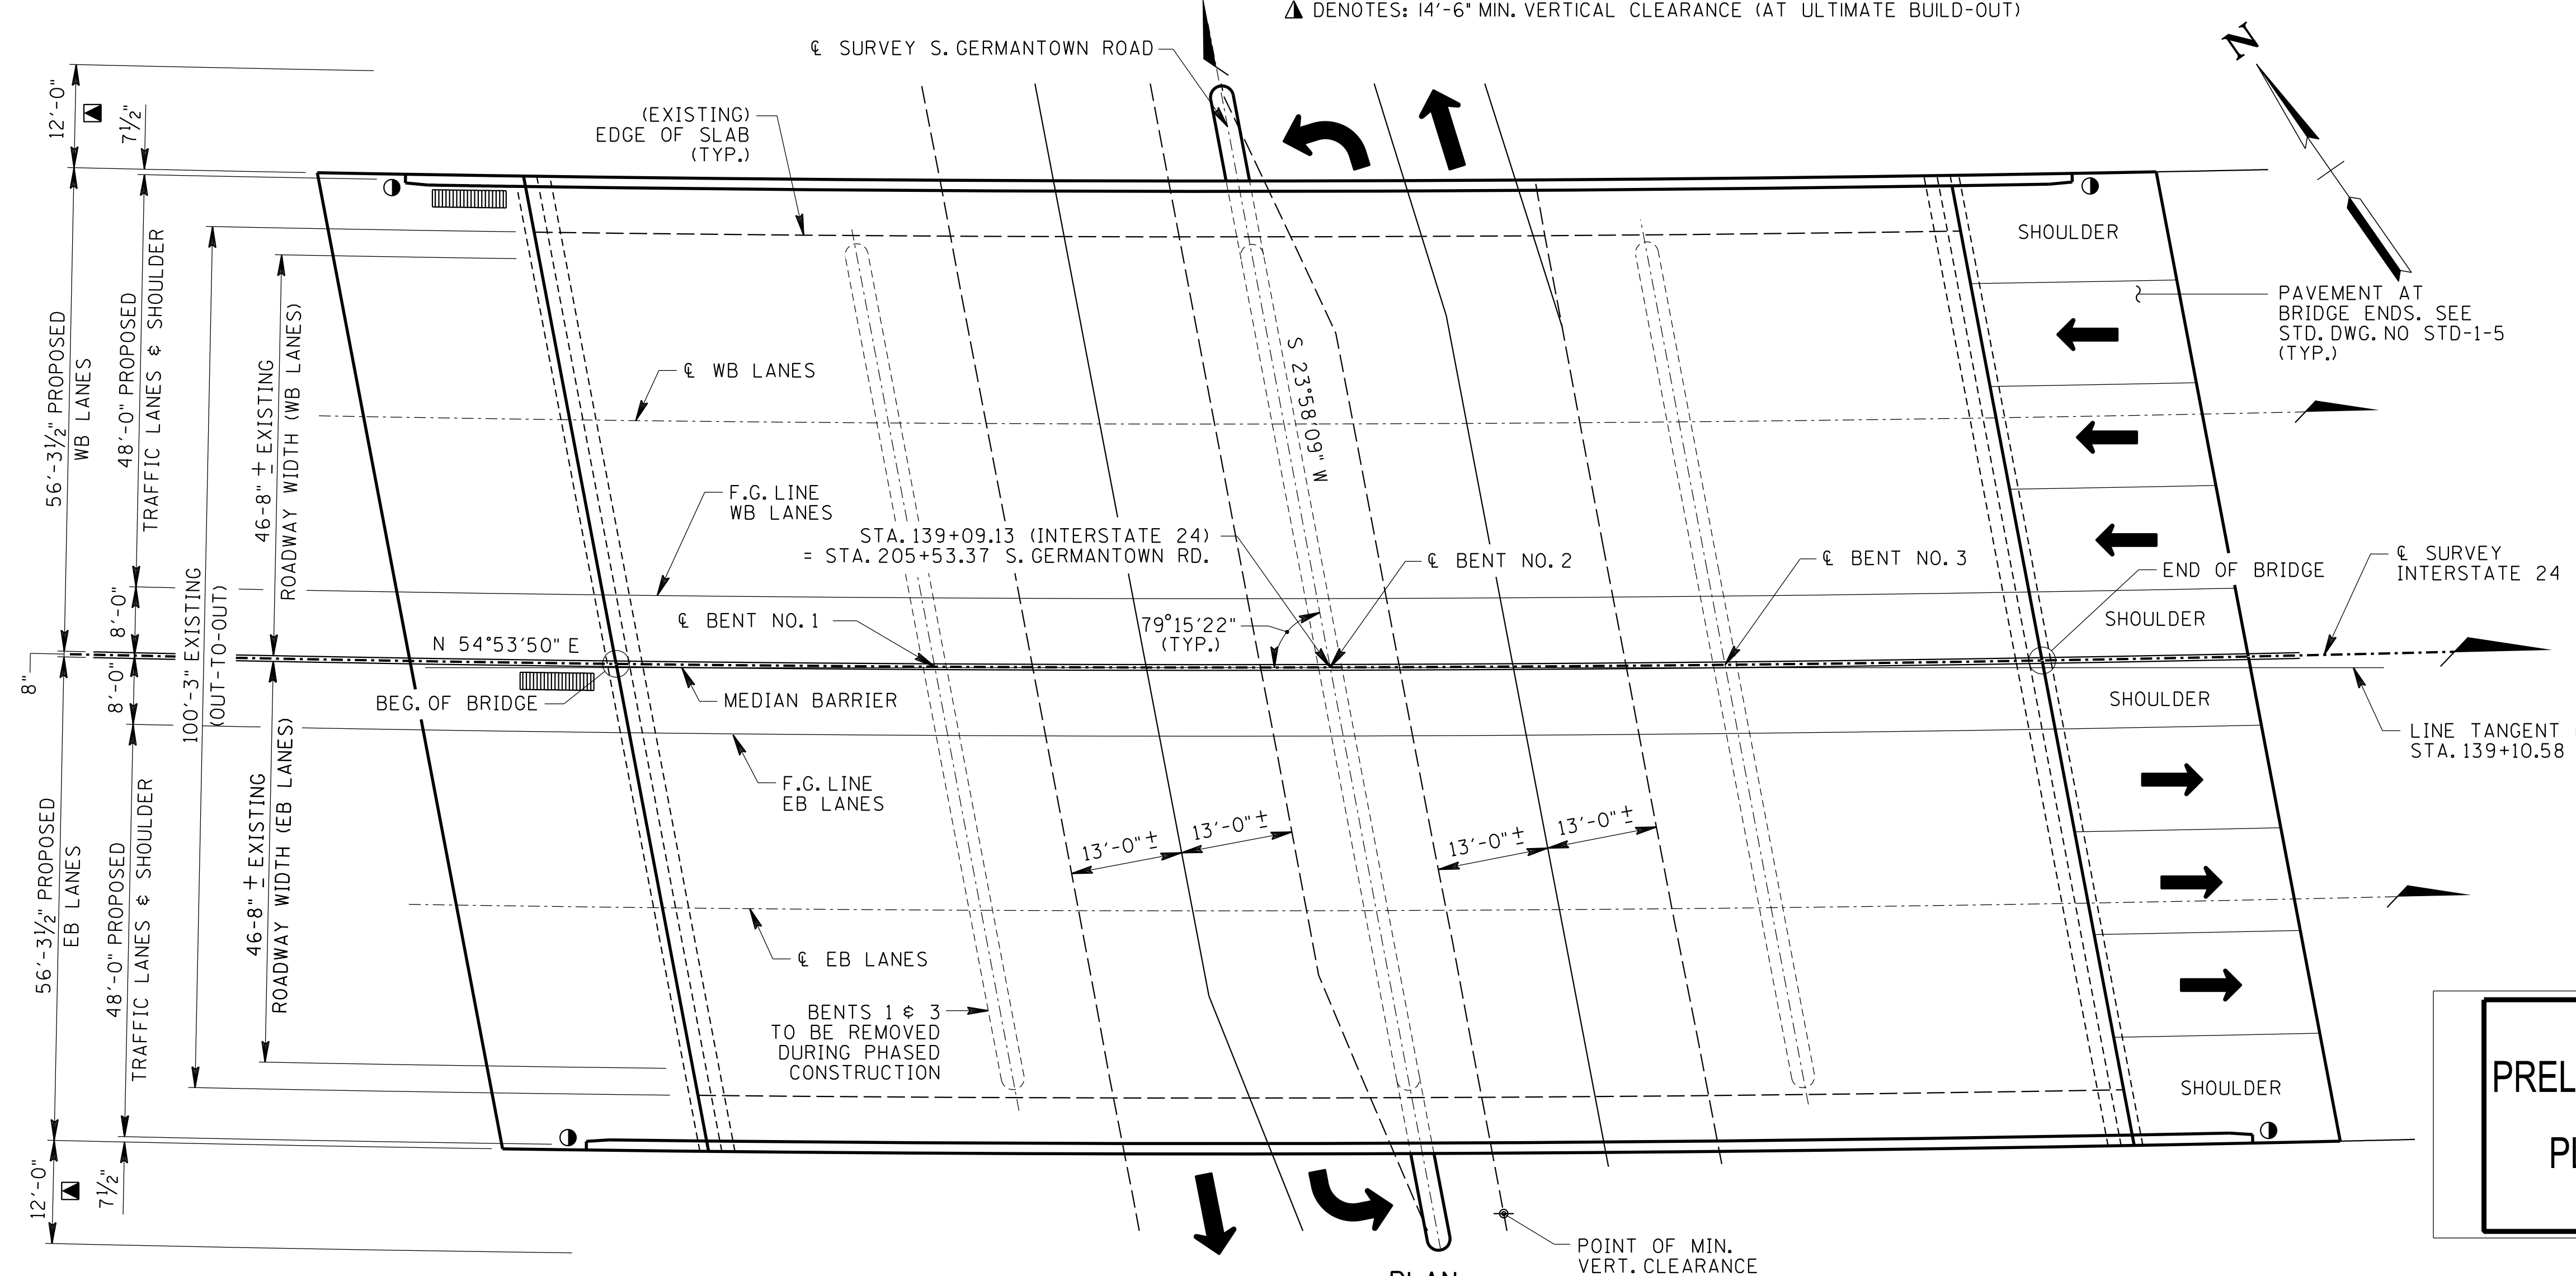 DENOTES: 14'-6" MIN. VERTICAL CLEARANCE (AT ULTIMATE BUILD-OUT)
℄ SURVEY S. GERMANTOWN ROAD
N
12'-0"
7½"
(EXISTING)
EDGE OF SLAB
(TYP.)
SHOULDER
PAVEMENT AT
BRIDGE ENDS. SEE
STD. DWG. NO STD-1-5
(TYP.)
56'-3½" PROPOSED
WB LANES
48'-0" PROPOSED
TRAFFIC LANES & SHOULDER
46-8" ± EXISTING
ROADWAY WIDTH (WB LANES)
℄ WB LANES
S 23°58'09" W
F.G. LINE
WB LANES
STA. 139+09.13 (INTERSTATE 24)
= STA. 205+53.37 S. GERMANTOWN RD.
℄ BENT NO. 2
℄ BENT NO. 3
℄ SURVEY
INTERSTATE 24
END OF BRIDGE
8'-0"
100'-3" EXISTING
(OUT-TO-OUT)
℄ BENT NO. 1
79°15'22"
(TYP.)
SHOULDER
N 54°53'50" E
8"
8'-0"
BEG. OF BRIDGE
MEDIAN BARRIER
SHOULDER
LINE TANGENT
STA. 139+10.58
F.G. LINE
EB LANES
56'-3½" PROPOSED
EB LANES
48'-0" PROPOSED
TRAFFIC LANES & SHOULDER
46-8" ± EXISTING
ROADWAY WIDTH (EB LANES)
13'-0" ±
13'-0" ±
13'-0" ±
13'-0" ±
℄ EB LANES
BENTS 1 & 3
TO BE REMOVED
DURING PHASED
CONSTRUCTION
SHOULDER
PREL
PL
12'-0"
7½"
POINT OF MIN.
VERT. CLEARANCE
PLAN